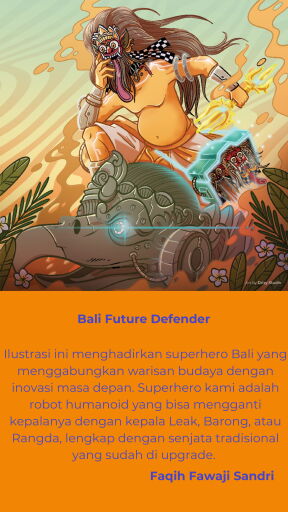 Art by Dizzy Studio
Bali Future Defender
Ilustrasi ini menghadirkan superhero Bali yang
menggabungkan warisan budaya dengan
inovasi masa depan. Superhero kami adalah
robot humanoid yang bisa mengganti
kepalanya dengan kepala Leak, Barong, atau
Rangda, lengkap dengan senjata tradisional
yang sudah di upgrade.
Faqih Fawaji Sandri